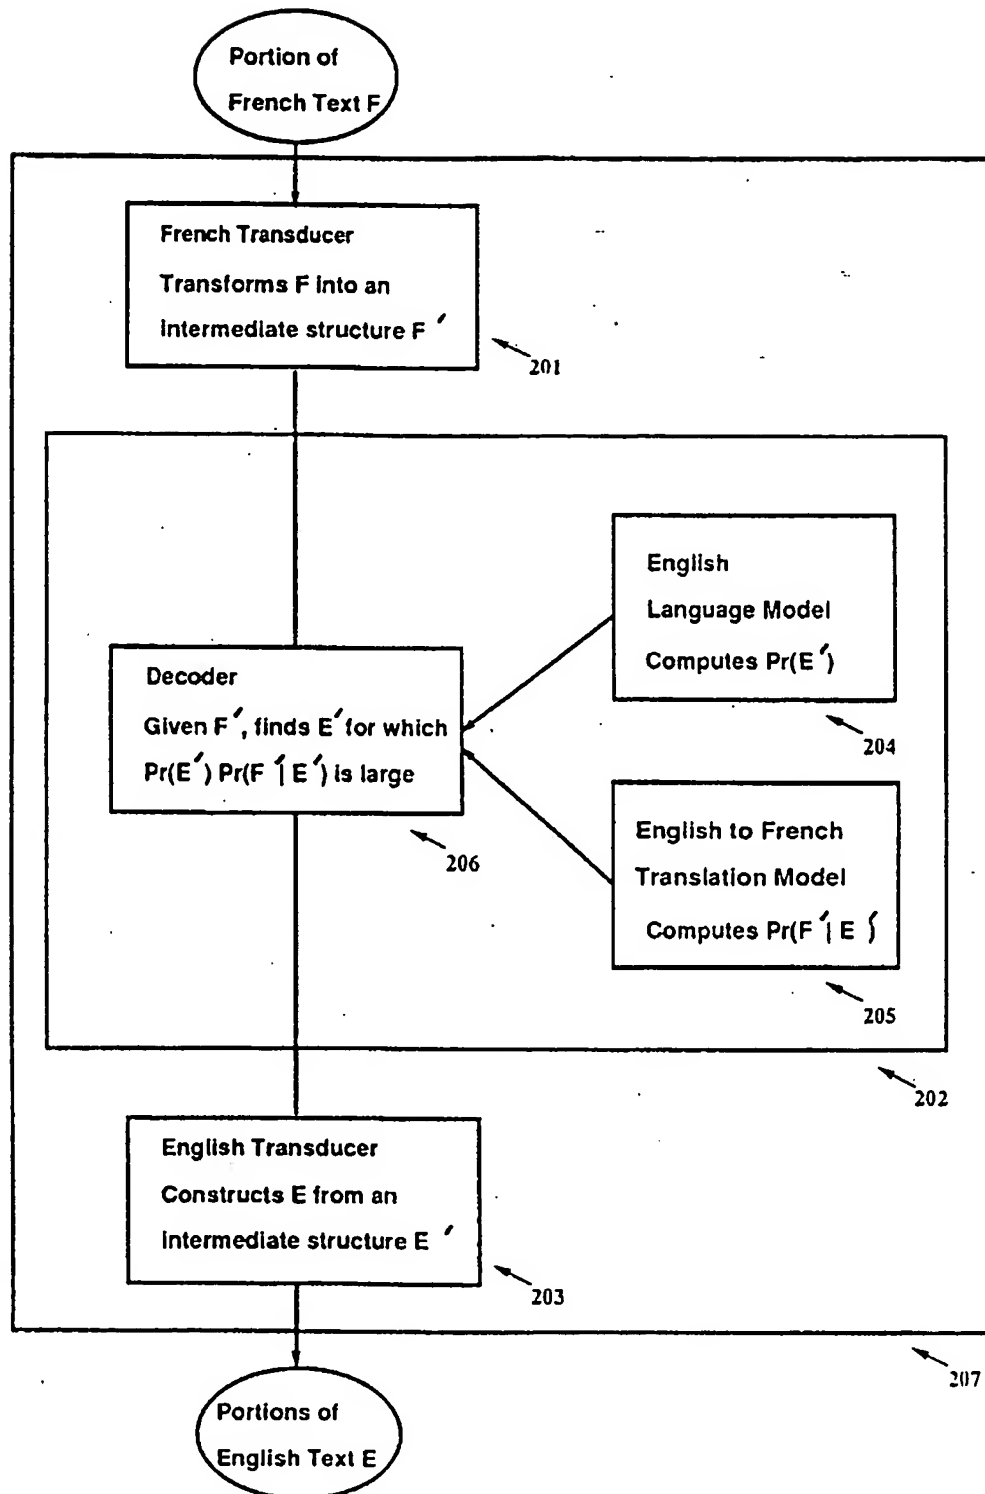 Portion of
French Text F
French Transducer
Transforms F into an
intermediate structure F′
201
English
Language Model
Computes Pr(E′)
204
Decoder
Given F′, finds E′ for which
Pr(E′) Pr(F′|E′) is large
206
English to French
Translation Model
Computes Pr(F′|E′)
205
202
English Transducer
Constructs E from an
intermediate structure E′
203
207
Portions of
English Text E